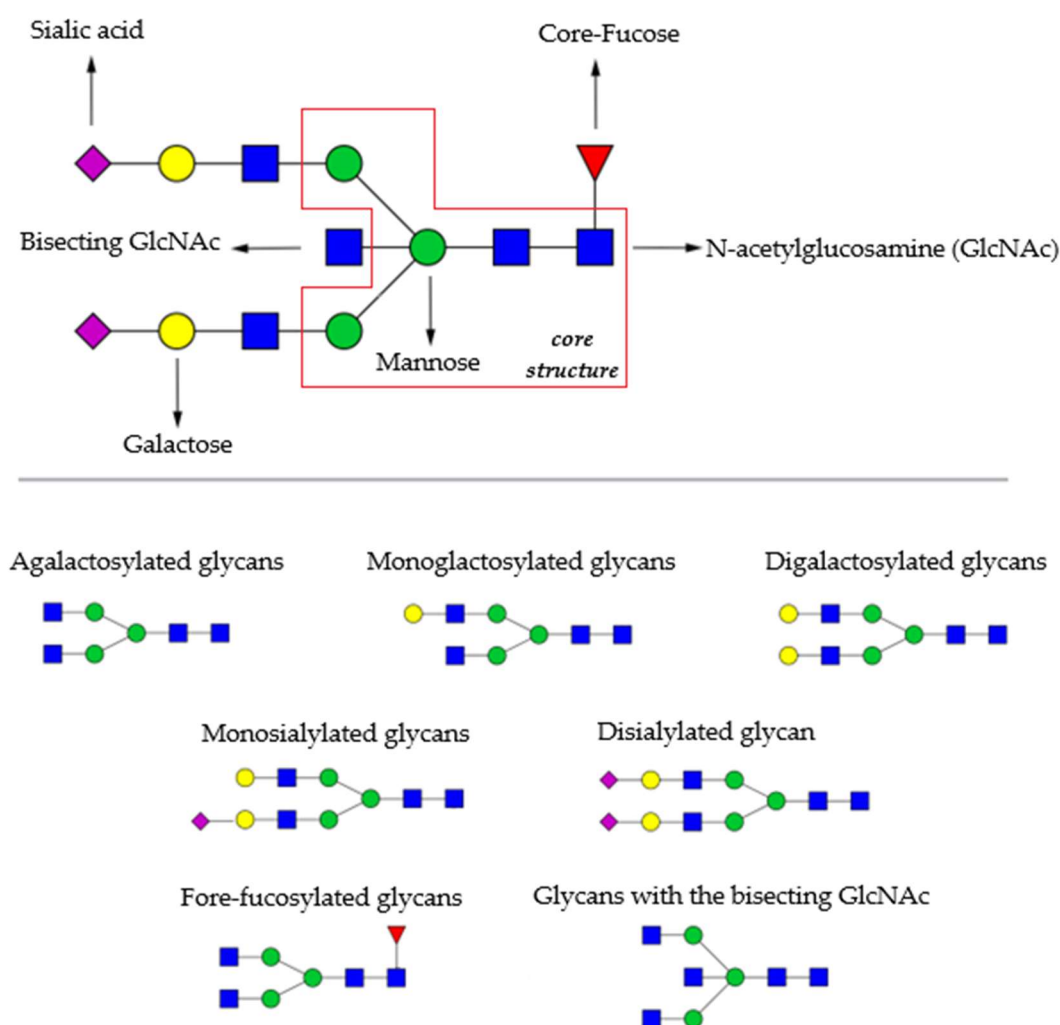 Sialic acid
Core-Fucose
Bisecting GlcNAc
N-acetylglucosamine (GlcNAc)
core
structure
Mannose
Galactose
Agalactosylated glycans
Monoglactosylated glycans
Digalactosylated glycans
Monosialylated glycans
Disialylated glycan
Fore-fucosylated glycans
Glycans with the bisecting GlcNAc